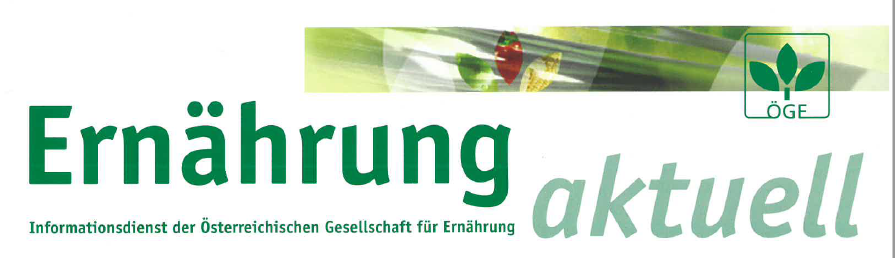 ÖGE
Ernährung
aktuell
Informationsdienst der Österreichischen Gesellschaft für Ernährung